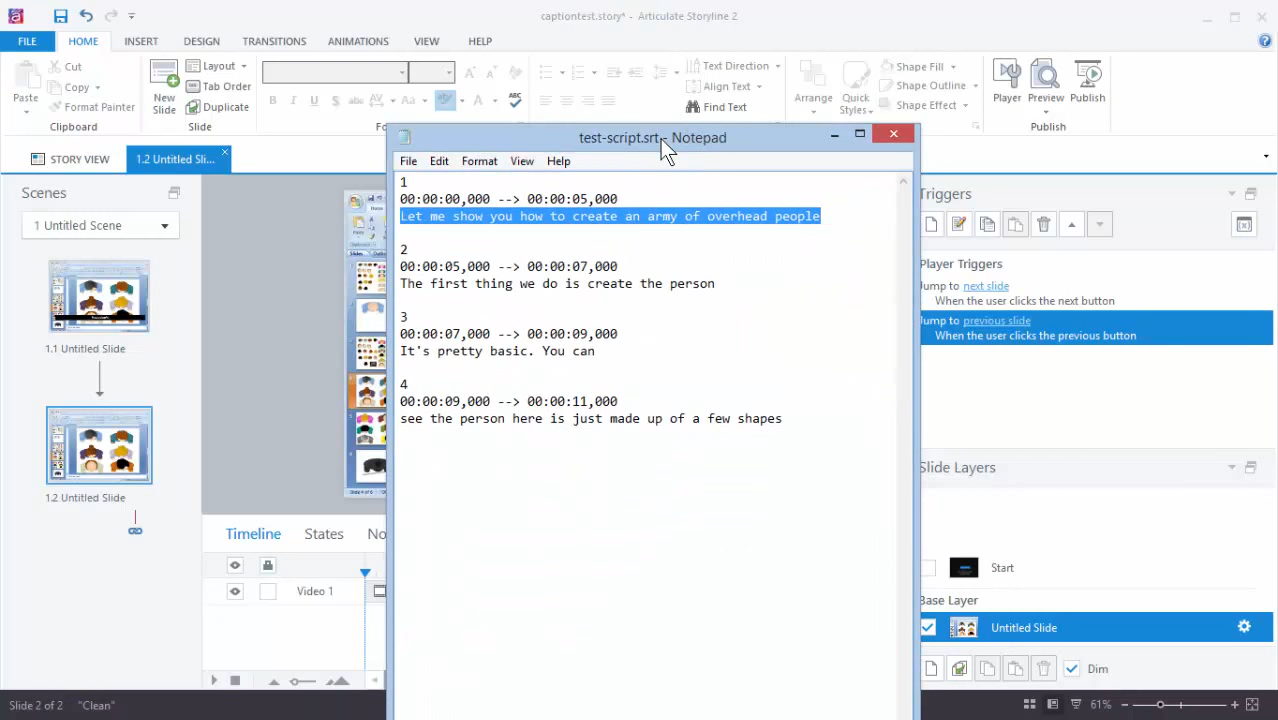 captiontest.story* - Articulate Storyline 2
FILE
HOME
INSERT
DESIGN
TRANSITIONS
ANIMATIONS
VIEW
HELP
Paste
Cut
Copy
Format Painter
Clipboard
New Slide
Layout
Tab Order
Duplicate
Slide
Text Direction
Align Text
Find Text
Arrange
Quick Styles
Shape Fill
Shape Outline
Shape Effect
Player
Preview
Publish
Publish
STORY VIEW
1.2 Untitled Sli...
Scenes
1 Untitled Scene
1.1 Untitled Slide
1.2 Untitled Slide
test-script.srt - Notepad
File Edit Format View Help
1
00:00:00,000 --> 00:00:05,000
Let me show you how to create an army of overhead people
2
00:00:05,000 --> 00:00:07,000
The first thing we do is create the person
3
00:00:07,000 --> 00:00:09,000
It's pretty basic. You can
4
00:00:09,000 --> 00:00:11,000
see the person here is just made up of a few shapes
Timeline
States
No
Video 1
Triggers
Player Triggers
Jump to next slide
When the user clicks the next button
Jump to previous slide
When the user clicks the previous button
Slide Layers
Start
Base Layer
Untitled Slide
Dim
Slide 2 of 2
"Clean"
61%